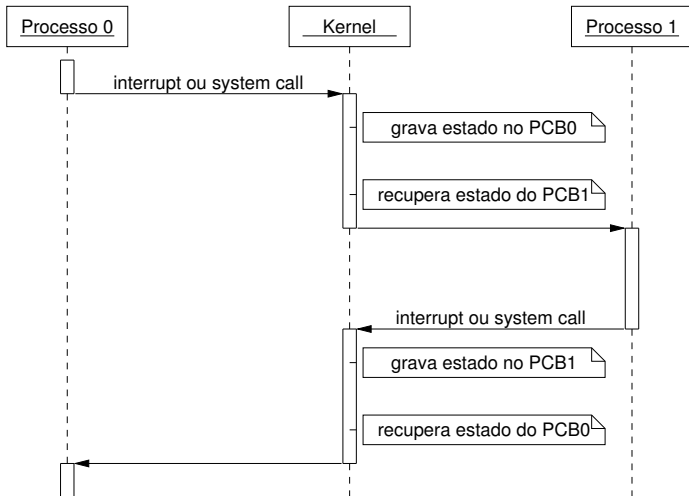 Processo 0
Kernel
Processo 1
interrupt ou system call
grava estado no PCB0
recupera estado do PCB1
interrupt ou system call
grava estado no PCB1
recupera estado do PCB0